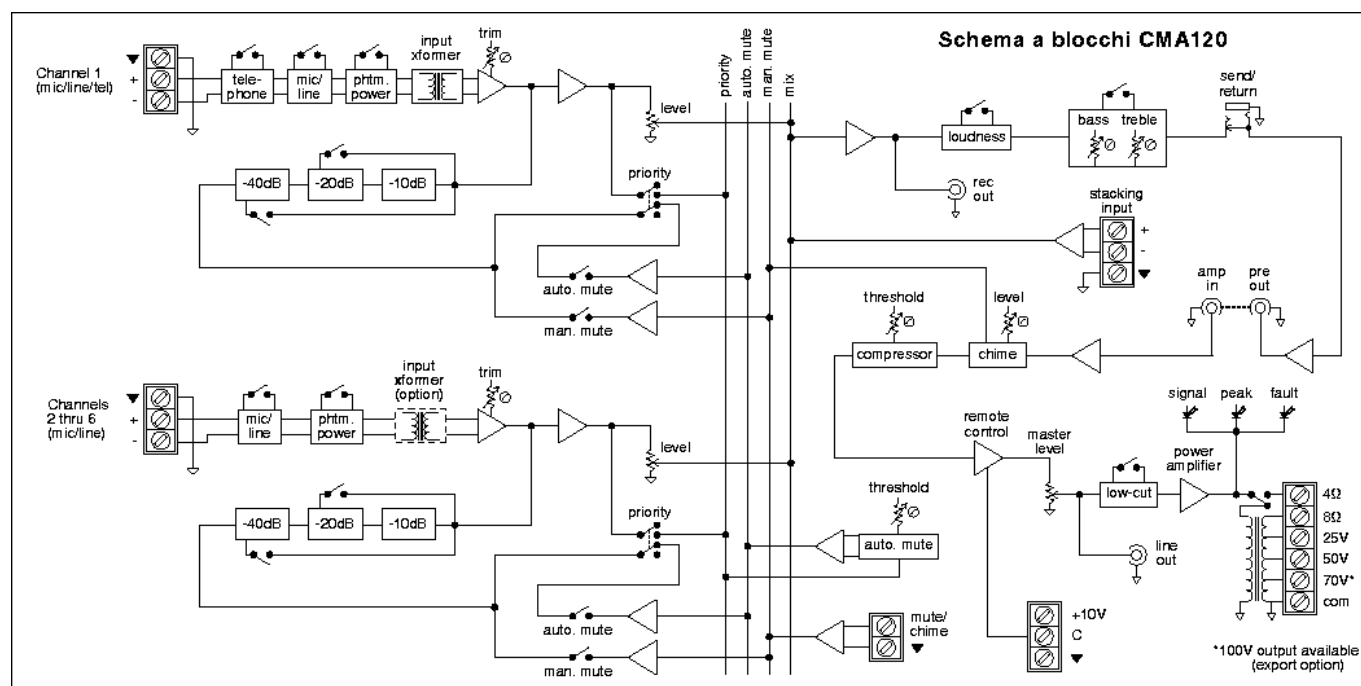 Schema a blocchi CMA120
Channel 1
(mic/line/tel)
+
-
tele-
phone
mic/
line
phtm.
power
input
xformer
trim
level
-40dB
-20dB
-10dB
priority
auto. mute
man. mute
priority
auto. mute
man. mute
mix
loudness
bass
treble
send/
return
rec
out
stacking
input
+
-
amp
in
pre
out
threshold
compressor
level
chime
Channels
2 thru 6
(mic/line)
+
-
mic/
line
phtm.
power
input
xformer
(option)
trim
level
-40dB
-20dB
-10dB
priority
auto. mute
man. mute
remote
control
master
level
low-cut
power
amplifier
signal
peak
fault
threshold
auto. mute
mute/
chime
+10V
C
line
out
4Ω
8Ω
25V
50V
70V*
com
*100V output available
(export option)